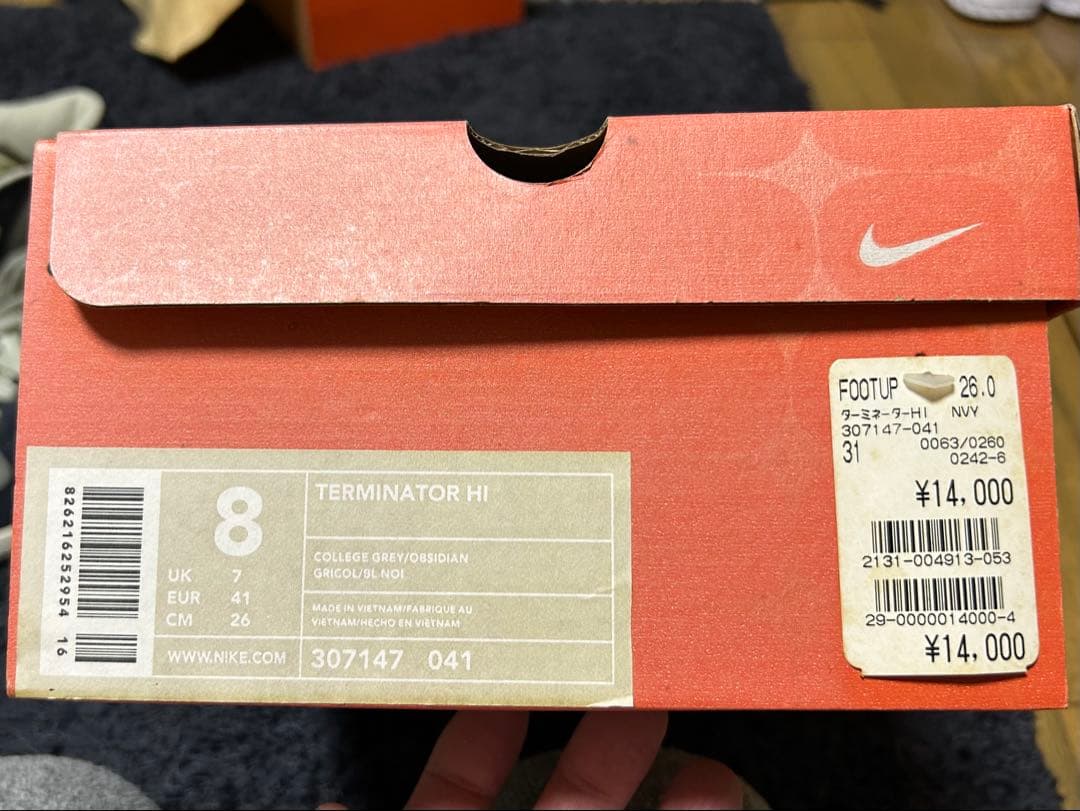 8
UK 7
EUR 41
CM 26
WWW.NIKE.COM
TERMINATOR HI
COLLEGE GREY/OBSIDIAN
GRICOL/BL NOI
MADE IN VIETNAM/FABRIQUE AU
VIETNAM/HECHO EN VIETNAM
307147 041
826216252954 16
FOOTUP 26.0
ターミネーターHI NVY
307147-041
31 0063/0260
0242-6
¥14,000
2131-004913-053
29-0000014000-4
¥14,000